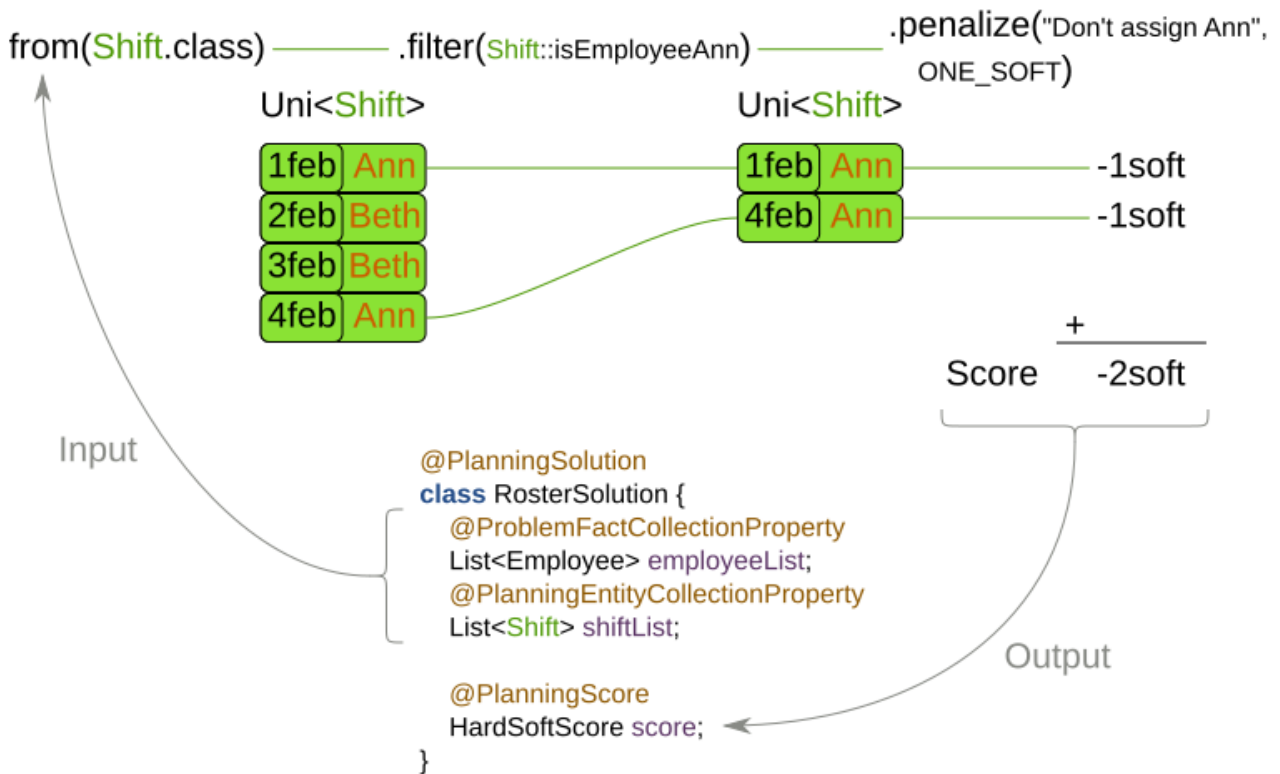 from(Shift.class) .filter(Shift::isEmployeeAnn) .penalize("Don't assign Ann",
ONE_SOFT)
Uni<Shift> Uni<Shift>
1feb Ann 1feb Ann -1soft
2feb Beth 4feb Ann -1soft
3feb Beth
4feb Ann
+
Score -2soft
Input
@PlanningSolution
class RosterSolution {
@ProblemFactCollectionProperty
List<Employee> employeeList;
@PlanningEntityCollectionProperty
List<Shift> shiftList;
Output
@PlanningScore
HardSoftScore score;
}